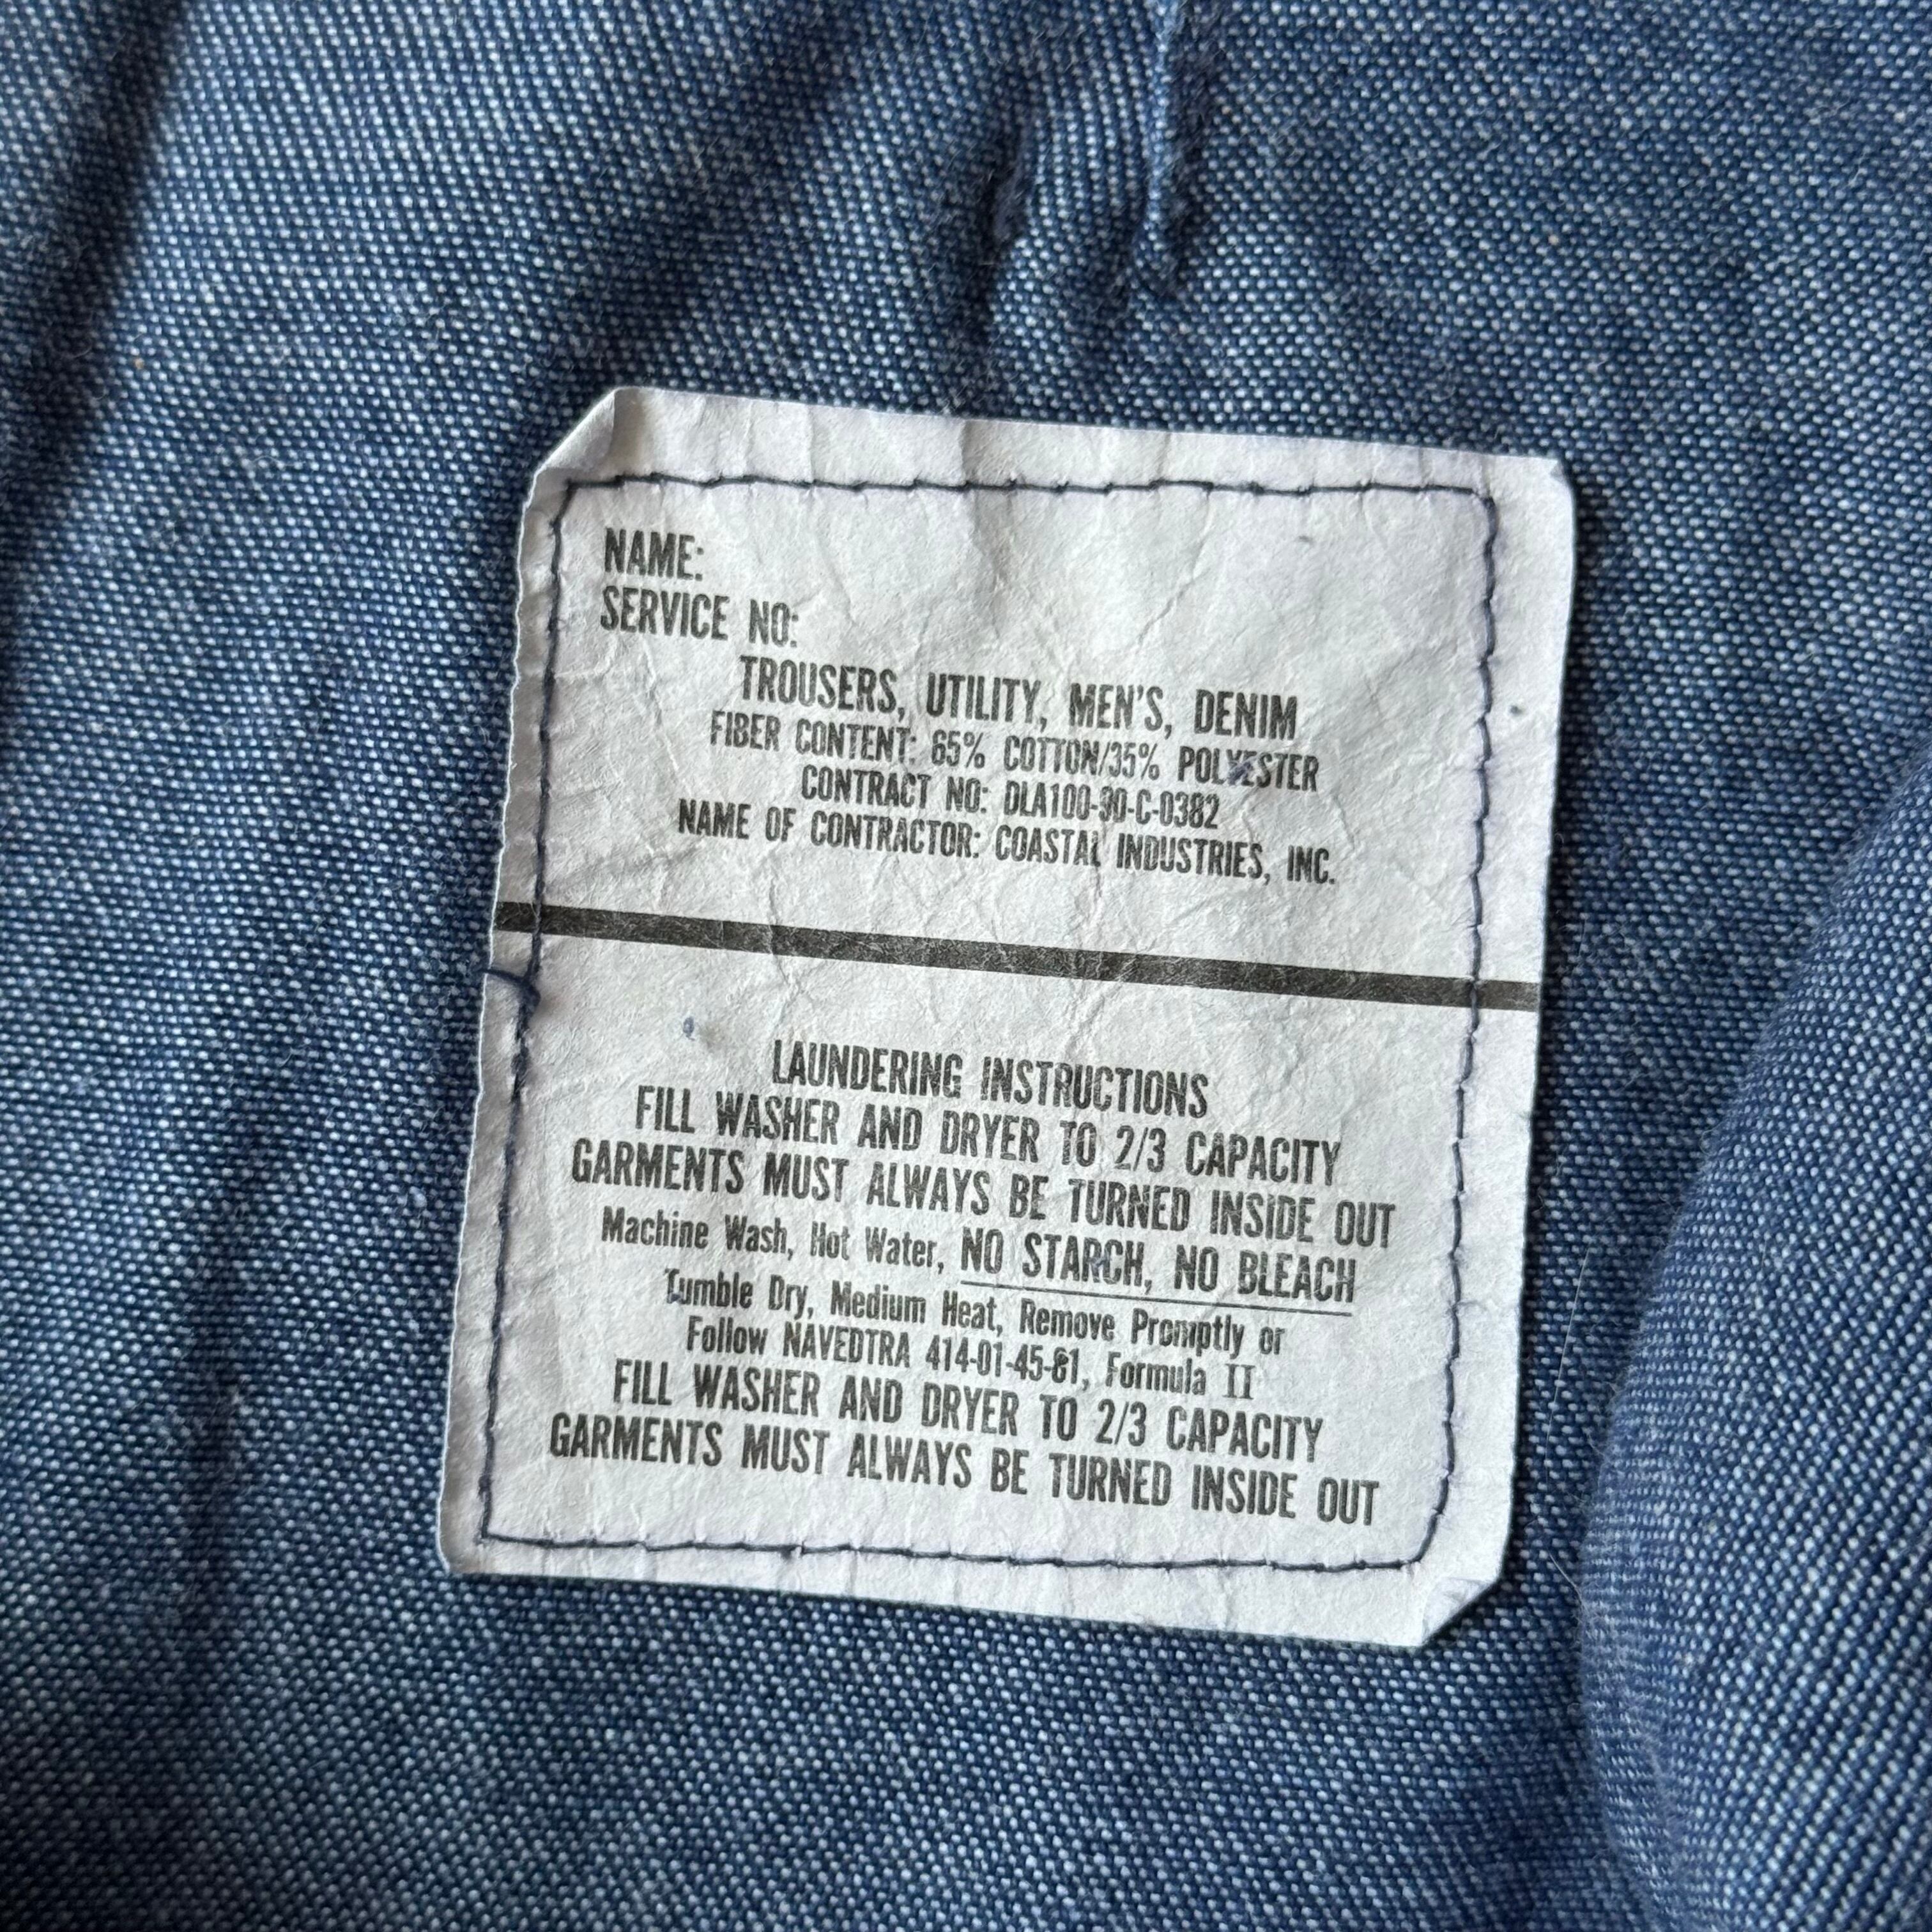 NAME:
SERVICE NO:
TROUSERS, UTILITY, MEN'S, DENIM
FIBER CONTENT: 65% COTTON/35% POLYESTER
CONTRACT NO: DLA100-90-C-0382
NAME OF CONTRACTOR: COASTAL INDUSTRIES, INC.
LAUNDERING INSTRUCTIONS
FILL WASHER AND DRYER TO 2/3 CAPACITY
GARMENTS MUST ALWAYS BE TURNED INSIDE OUT
Machine Wash, Hot Water, NO STARCH, NO BLEACH
Tumble Dry, Medium Heat, Remove Promptly or
Follow NAVEDTRA 414-01-45-81, Formula II
FILL WASHER AND DRYER TO 2/3 CAPACITY
GARMENTS MUST ALWAYS BE TURNED INSIDE OUT